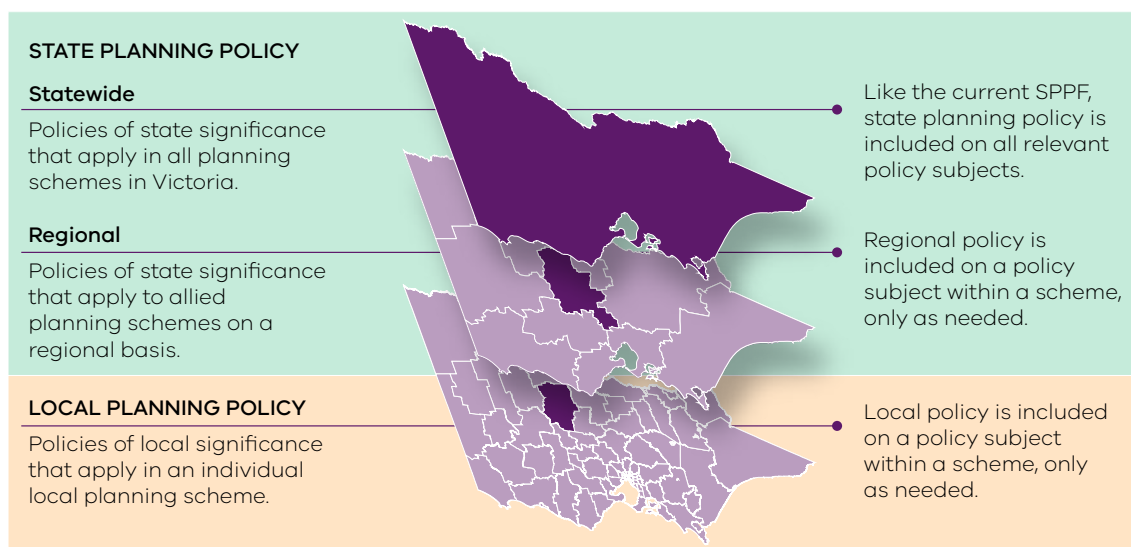 STATE PLANNING POLICY
Statewide
Policies of state significance
that apply in all planning
schemes in Victoria.
Like the current SPPF,
state planning policy is
included on all relevant
policy subjects.
Regional
Policies of state significance
that apply to allied
planning schemes on a
regional basis.
Regional policy is
included on a policy
subject within a scheme,
only as needed.
LOCAL PLANNING POLICY
Policies of local significance
that apply in an individual
local planning scheme.
Local policy is included
on a policy subject
within a scheme, only
as needed.